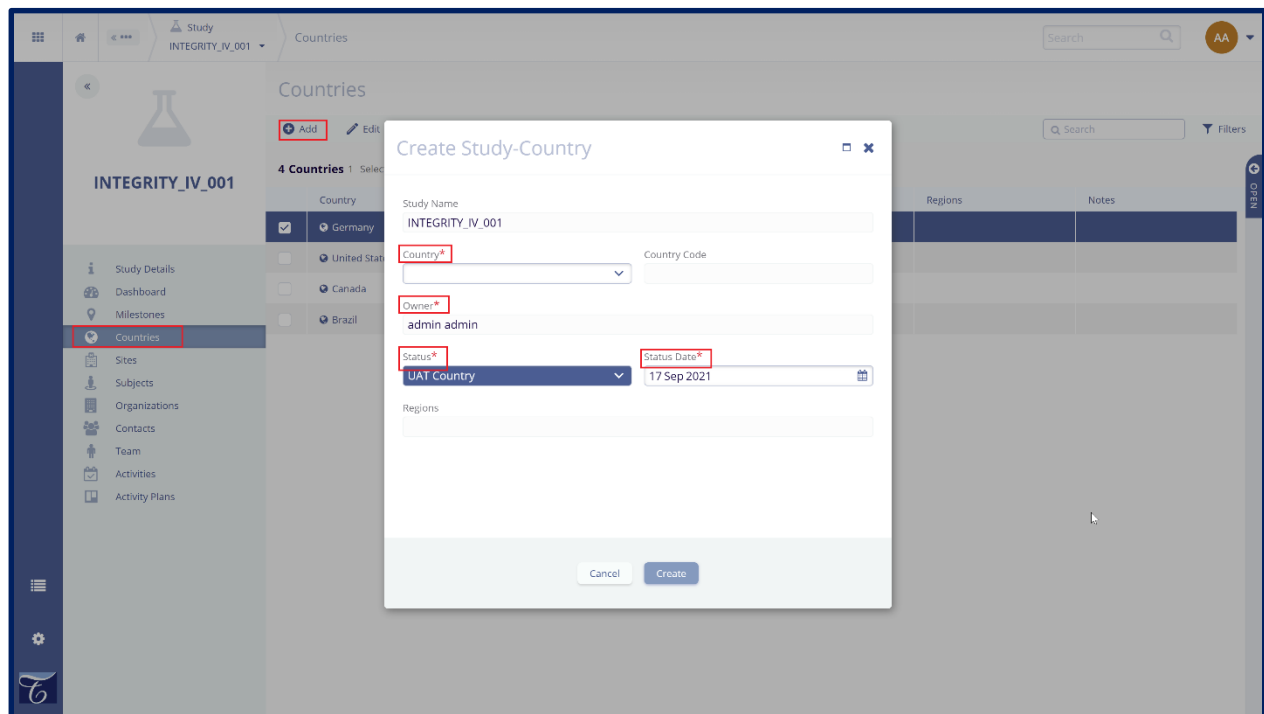 Study
INTEGRITY_IV_001
Countries
Search
AA
Countries
Add
Edit
Search
Filters
4 Countries 1 Selec
OPEN
INTEGRITY_IV_001
Country
Regions
Notes
Germany
United Stat
Canada
Brazil
Study Details
Dashboard
Milestones
Countries
Sites
Subjects
Organizations
Contacts
Team
Activities
Activity Plans
Create Study-Country
Study Name
INTEGRITY_IV_001
Country*
Country Code
Owner*
admin admin
Status*
Status Date*
UAT Country
17 Sep 2021
Regions
Cancel
Create